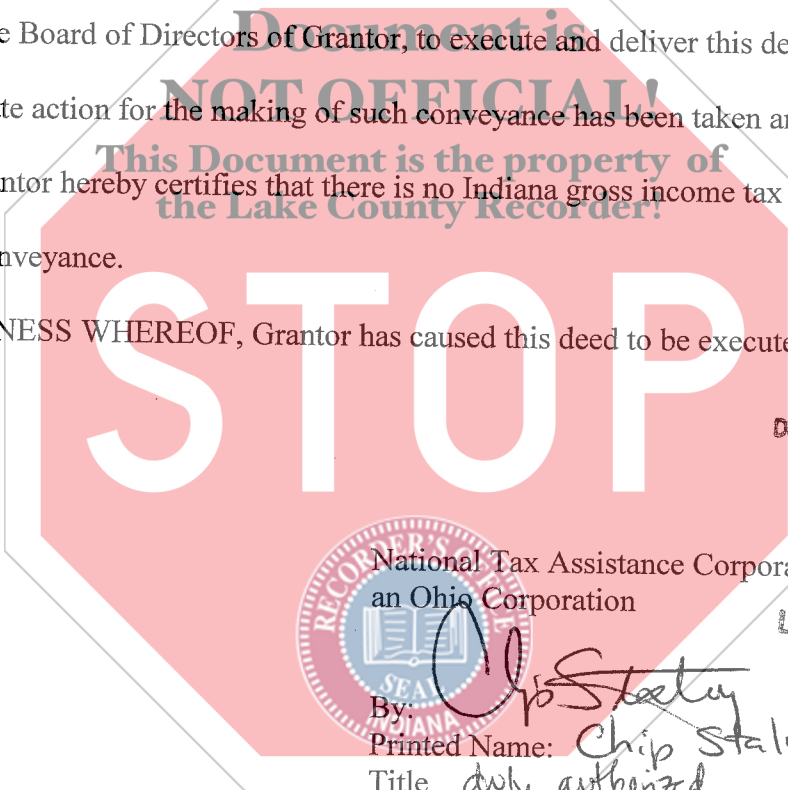 Document is
e Board of Directors of Grantor, to execute and deliver this de
NOT OFFICIAL!
te action for the making of such conveyance has been taken an
This Document is the property of
ntor hereby certifies that there is no Indiana gross income tax
the Lake County Recorder!
nveyance.
STOP
NESS WHEREOF, Grantor has caused this deed to be execute
RECORDER'S OFFICE
SEAL
INDIANA
National Tax Assistance Corpora
an Ohio Corporation
By:
Printed Name: Chip
Title duly authorized